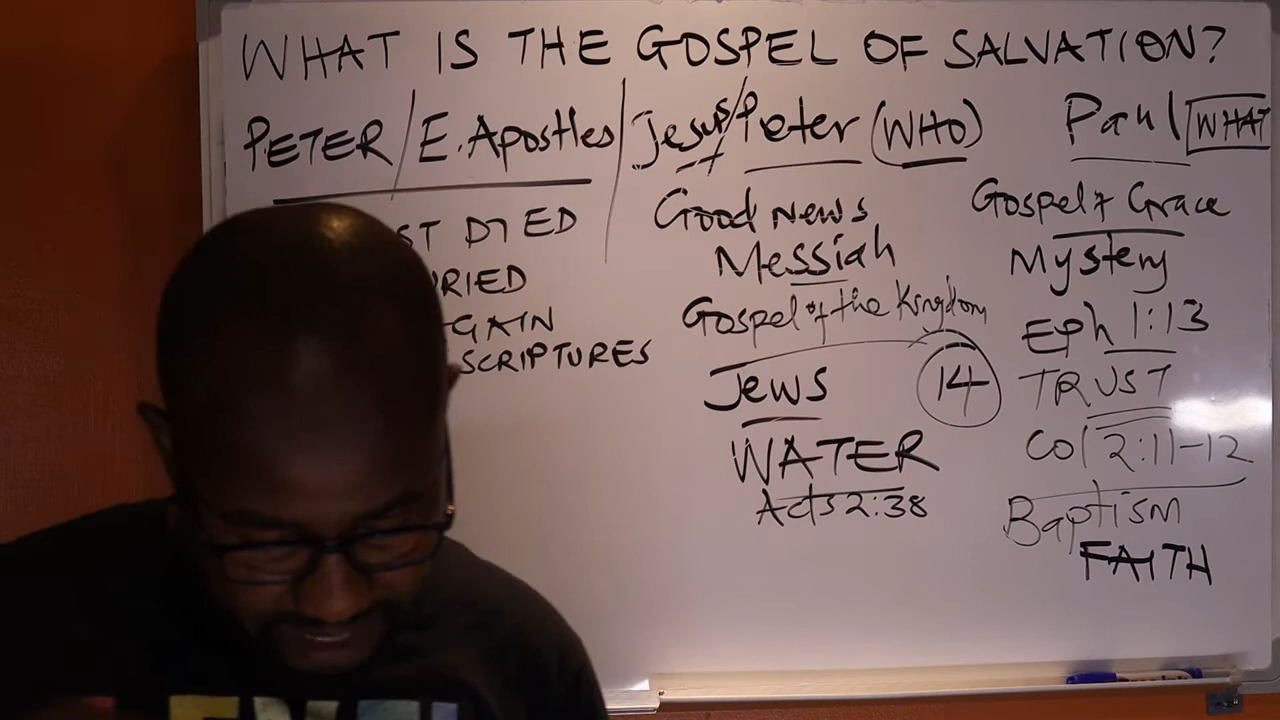 WHAT IS THE GOSPEL OF SALVATION?
PETER/E.Apostles/Jesus/Peter (WHO) Paul WHAT
ST DIED
RIED
GAIN
SCRIPTURES
Good News
Messiah
Gospel of the Kingdom
Jews 14
WATER
Acts 2:38
Gospel of Grace
Mystery
Eph 1:13
TRUST
Col 2:11-12
Baptism
FAITH